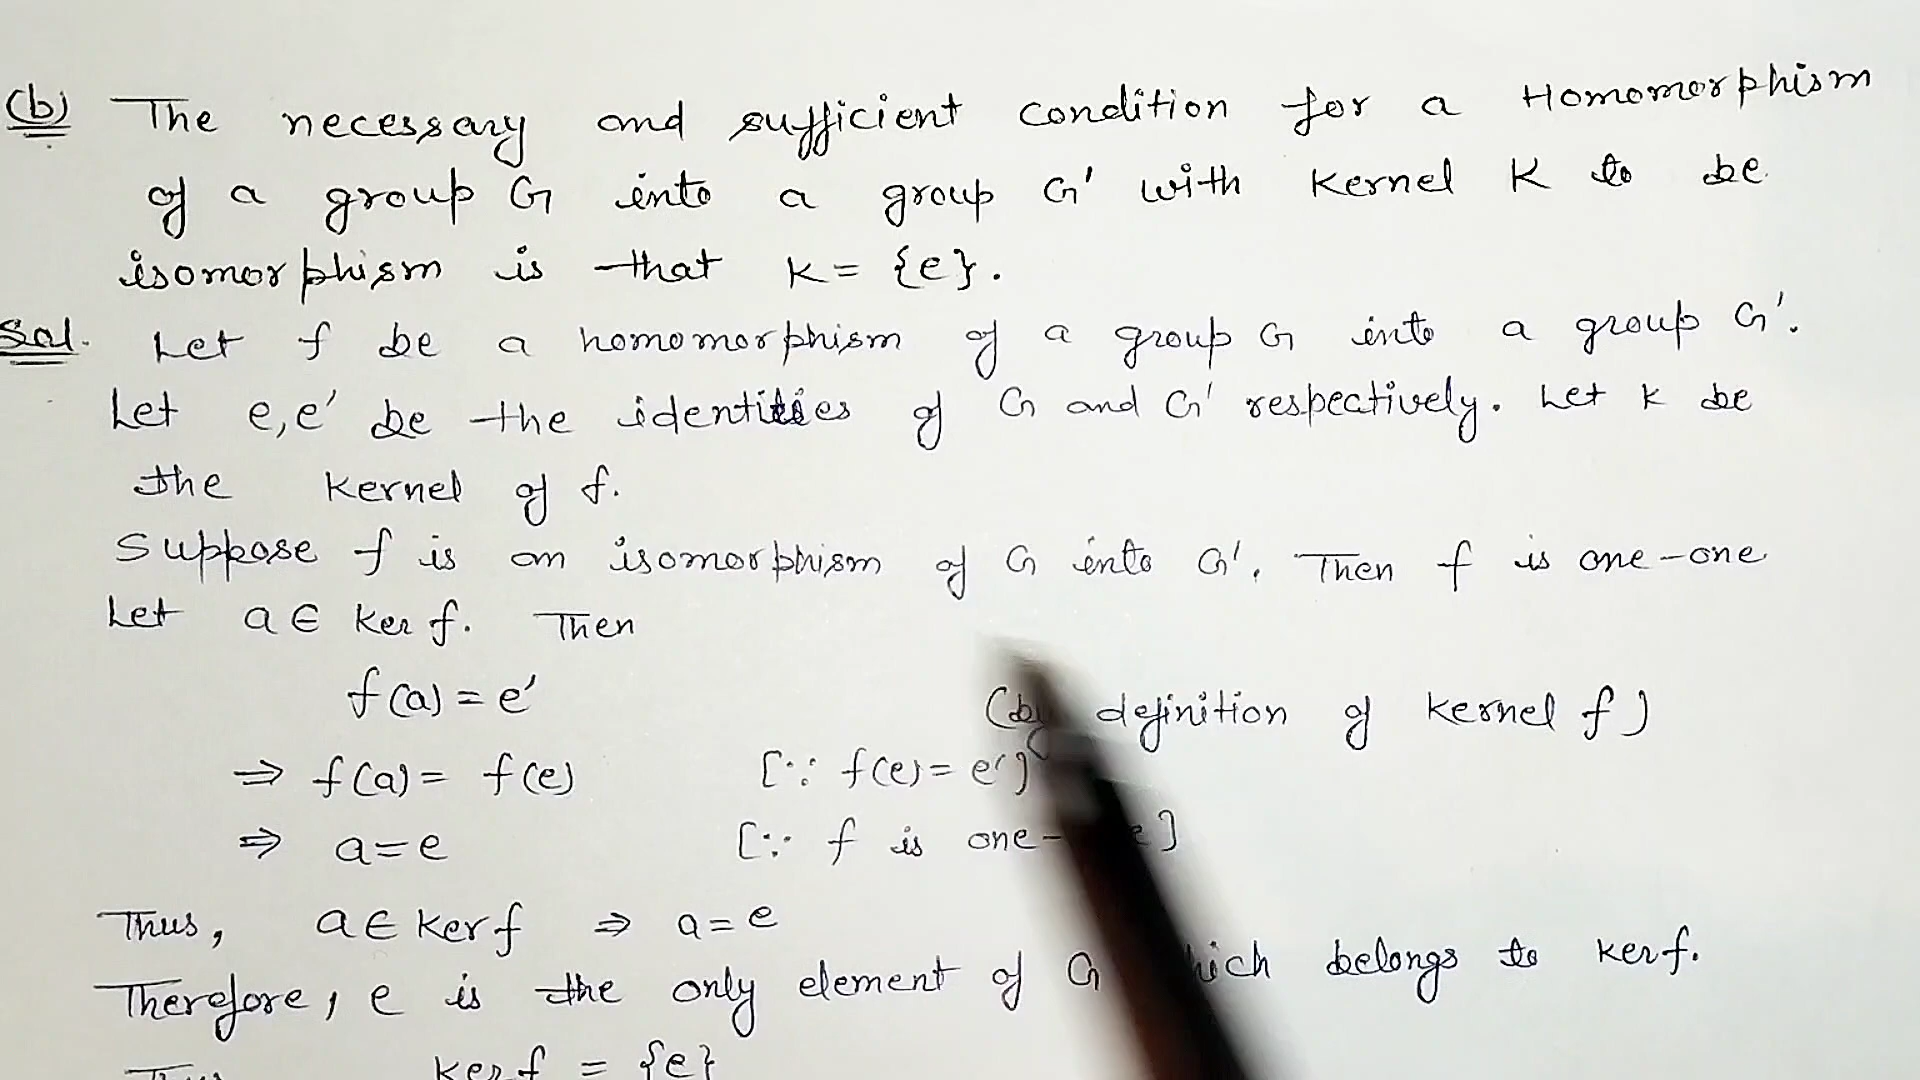 (b) The necessary and sufficient condition for a Homomorphism
of a group G into a group G' with kernel K to be
isomorphism is that K = {e}.
Sol. Let f be a homomorphism of a group G into a group G'.
Let e, e' be the identities of G and G' respectively. Let K be
the kernel of f.
Suppose f is an isomorphism of G into G'. Then f is one-one
Let a ∈ Ker f. Then
f(a) = e' (by definition of kernel f)
⇒ f(a) = f(e) [∵ f(e) = e']
⇒ a = e [∵ f is one-
Thus, a ∈ Ker f ⇒ a = e
Therefore, e is the only element of G belongs to kerf.
ker f = {e}